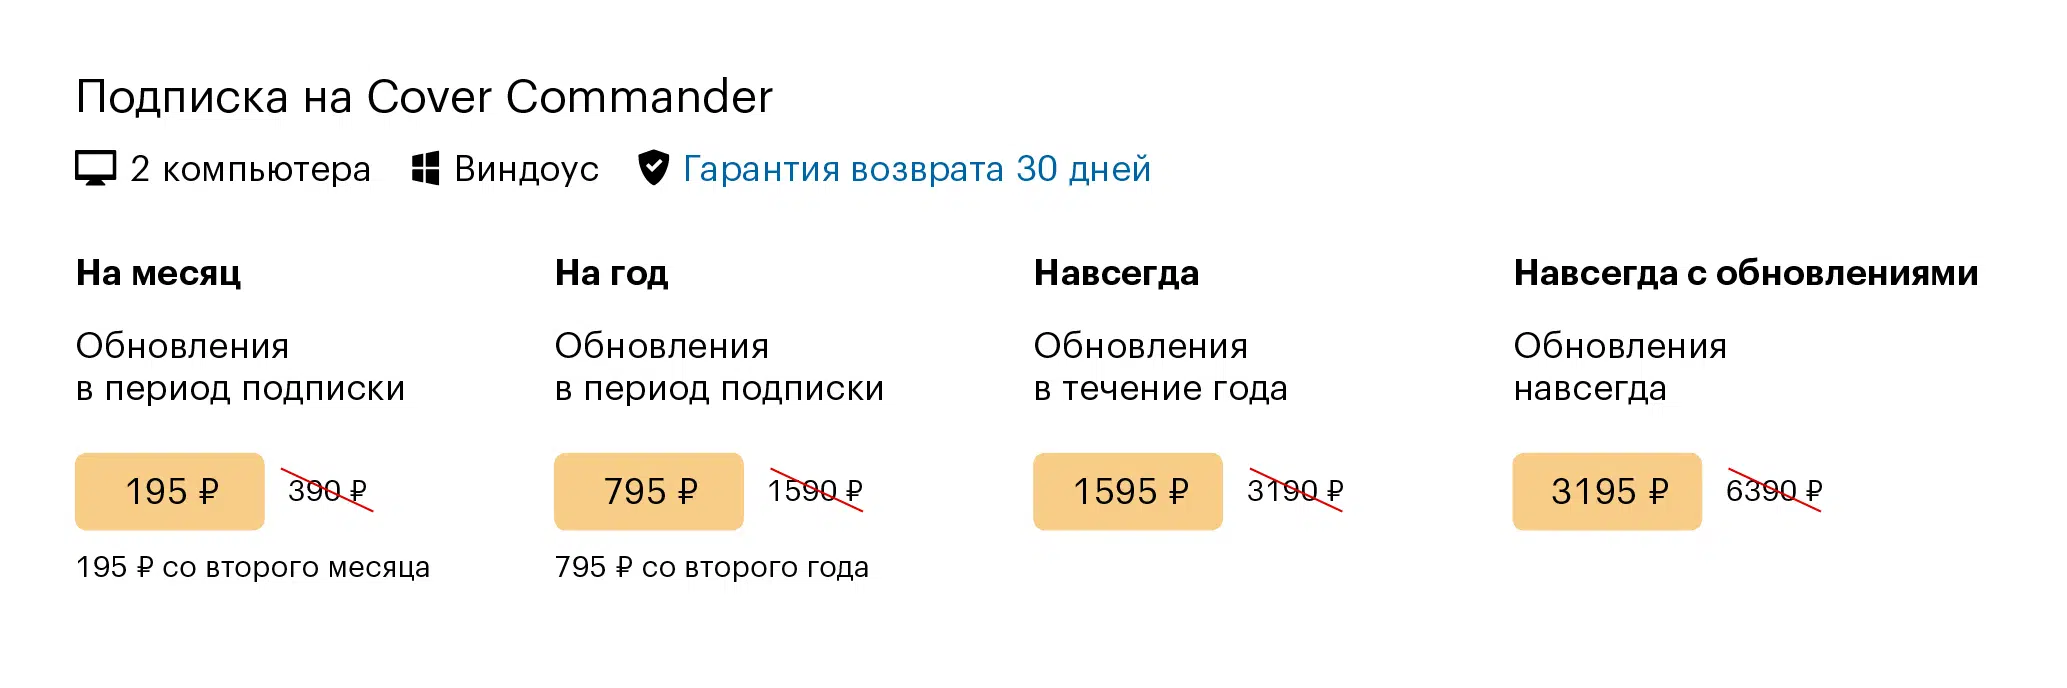 Подписка на Cover Commander
2 компьютера Виндоус Гарантия возврата 30 дней
На месяц
Обновления
в период подписки
195 ₽ 390 ₽
195 ₽ со второго месяца
На год
Обновления
в период подписки
795 ₽ 1590 ₽
795 ₽ со второго года
Навсегда
Обновления
в течение года
1595 ₽ 3190 ₽
Навсегда с обновлениями
Обновления
навсегда
3195 ₽ 6390 ₽